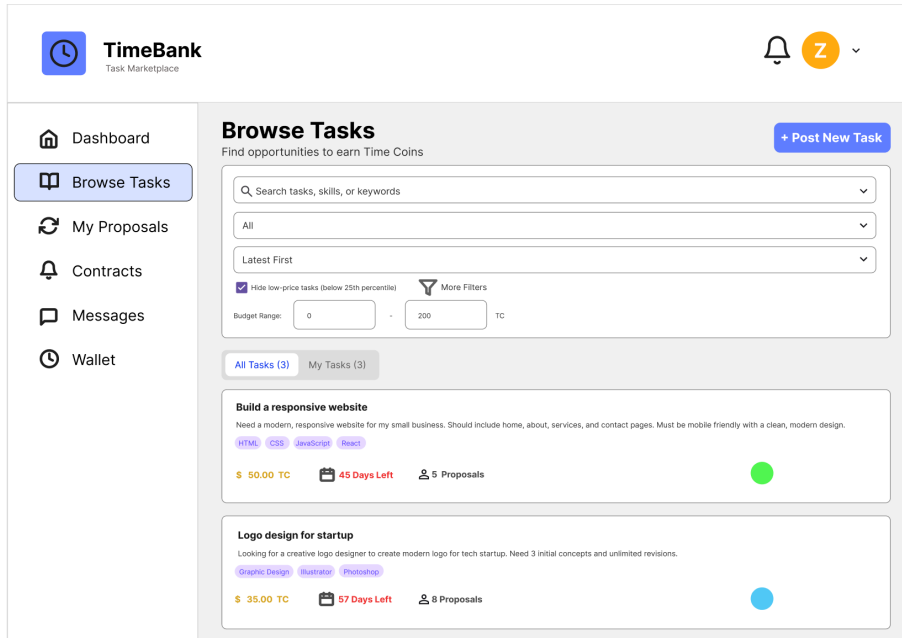 TimeBank
Task Marketplace
Z
Dashboard
Browse Tasks
My Proposals
Contracts
Messages
Wallet
Browse Tasks
Find opportunities to earn Time Coins
+ Post New Task
Search tasks, skills, or keywords
All
Latest First
Hide low-price tasks (below 25th percentile)
More Filters
Budget Range: 0 - 200 TC
All Tasks (3) My Tasks (3)
Build a responsive website
Need a modern, responsive website for my small business. Should include home, about, services, and contact pages. Must be mobile friendly with a clean, modern design.
HTML CSS JavaScript React
$ 50.00 TC 45 Days Left 5 Proposals
Logo design for startup
Looking for a creative logo designer to create modern logo for tech startup. Need 3 initial concepts and unlimited revisions.
Graphic Design Illustrator Photoshop
$ 35.00 TC 57 Days Left 8 Proposals